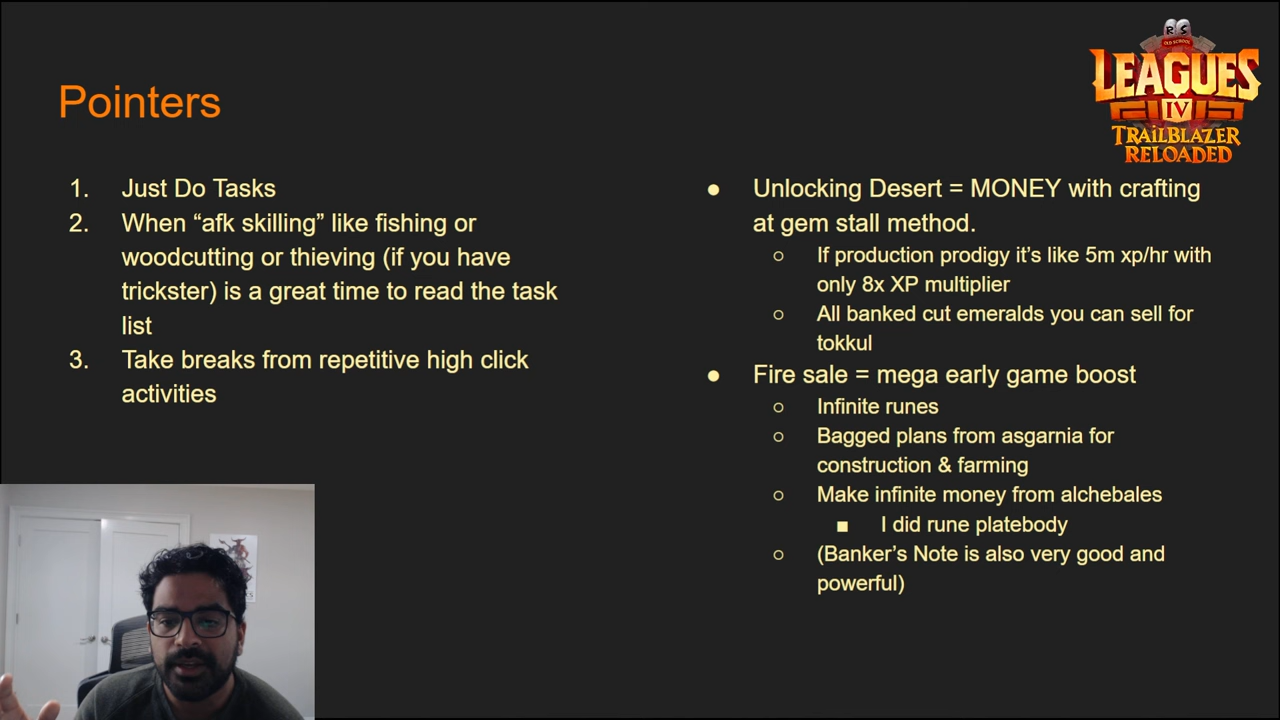 Pointers
R S
OLD SCHOOL
LEAGUES
IV
TRAILBLAZER
RELOADED
1. Just Do Tasks
2. When “afk skilling” like fishing or
woodcutting or thieving (if you have
trickster) is a great time to read the task
list
3. Take breaks from repetitive high click
activities
● Unlocking Desert = MONEY with crafting
at gem stall method.
○ If production prodigy it’s like 5m xp/hr with
only 8x XP multiplier
○ All banked cut emeralds you can sell for
tokkul
● Fire sale = mega early game boost
○ Infinite runes
○ Bagged plans from asgarnia for
construction & farming
○ Make infinite money from alchebales
■ I did rune platebody
○ (Banker’s Note is also very good and
powerful)